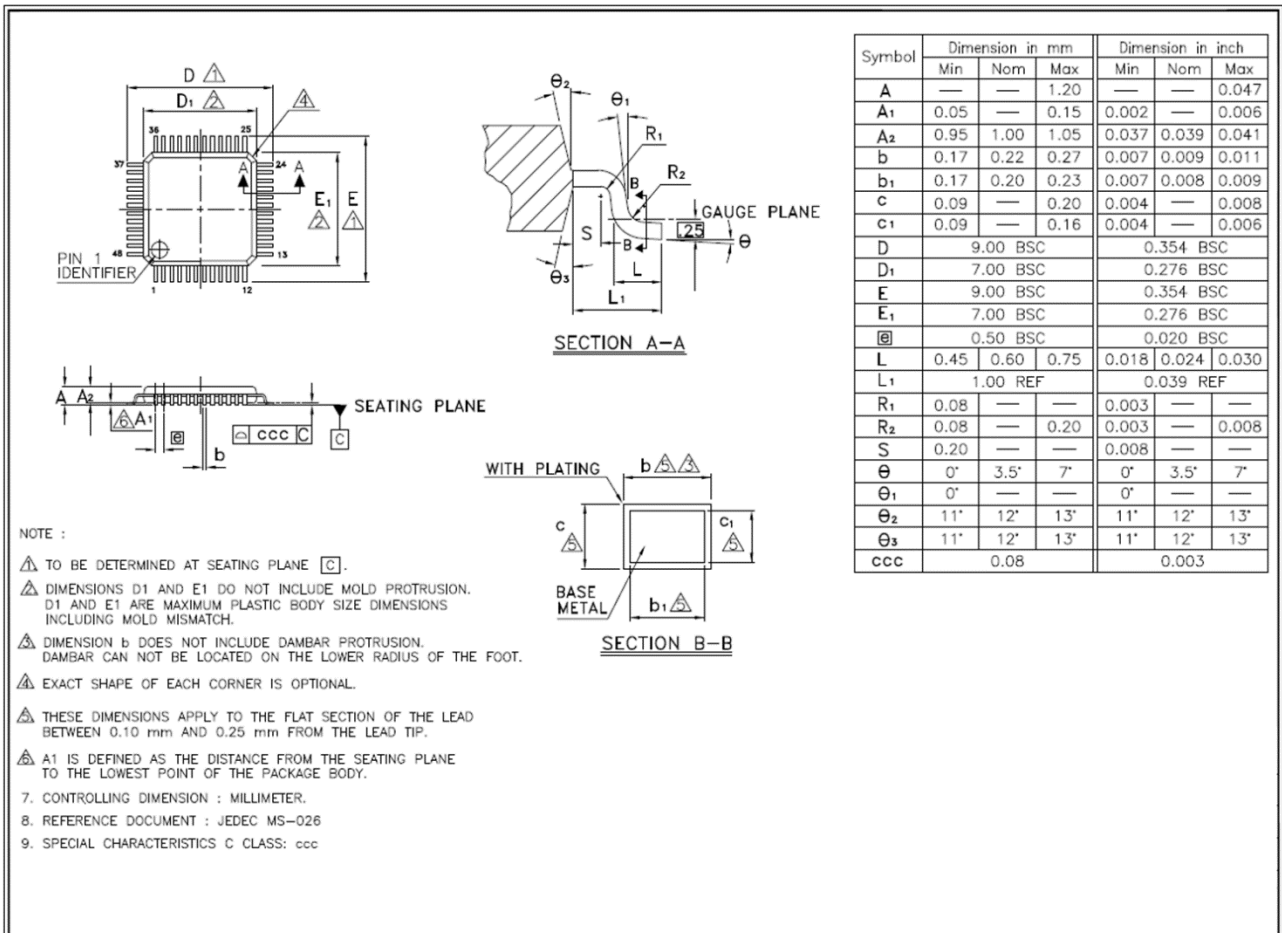 D 1
D1 2
4
36 25
37 24
A A
E1 2
E 1
48 13
PIN 1
IDENTIFIER
1 12
Θ2
Θ1
R1
R2
B
GAUGE PLANE
.25
S
B
Θ
L
Θ3
L1
SECTION A–A
A A2
6 A1
SEATING PLANE
e
ccc C
C
b
WITH PLATING
b 5 3
c
5
c1
5
BASE
METAL
b1 5
SECTION B–B
Symbol Dimension in mm Dimension in inch
Min Nom Max Min Nom Max
A — — 1.20 — — 0.047
A1 0.05 — 0.15 0.002 — 0.006
A2 0.95 1.00 1.05 0.037 0.039 0.041
b 0.17 0.22 0.27 0.007 0.009 0.011
b1 0.17 0.20 0.23 0.007 0.008 0.009
c 0.09 — 0.20 0.004 — 0.008
c1 0.09 — 0.16 0.004 — 0.006
D 9.00 BSC 0.354 BSC
D1 7.00 BSC 0.276 BSC
E 9.00 BSC 0.354 BSC
E1 7.00 BSC 0.276 BSC
e 0.50 BSC 0.020 BSC
L 0.45 0.60 0.75 0.018 0.024 0.030
L1 1.00 REF 0.039 REF
R1 0.08 — — 0.003 — —
R2 0.08 — 0.20 0.003 — 0.008
S 0.20 — — 0.008 — —
Θ 0° 3.5° 7° 0° 3.5° 7°
Θ1 0° — — 0° — —
Θ2 11° 12° 13° 11° 12° 13°
Θ3 11° 12° 13° 11° 12° 13°
ccc 0.08 0.003
NOTE :
1 TO BE DETERMINED AT SEATING PLANE C .
2 DIMENSIONS D1 AND E1 DO NOT INCLUDE MOLD PROTRUSION.
D1 AND E1 ARE MAXIMUM PLASTIC BODY SIZE DIMENSIONS
INCLUDING MOLD MISMATCH.
3 DIMENSION b DOES NOT INCLUDE DAMBAR PROTRUSION.
DAMBAR CAN NOT BE LOCATED ON THE LOWER RADIUS OF THE FOOT.
4 EXACT SHAPE OF EACH CORNER IS OPTIONAL.
5 THESE DIMENSIONS APPLY TO THE FLAT SECTION OF THE LEAD
BETWEEN 0.10 mm AND 0.25 mm FROM THE LEAD TIP.
6 A1 IS DEFINED AS THE DISTANCE FROM THE SEATING PLANE
TO THE LOWEST POINT OF THE PACKAGE BODY.
7. CONTROLLING DIMENSION : MILLIMETER.
8. REFERENCE DOCUMENT : JEDEC MS–026
9. SPECIAL CHARACTERISTICS C CLASS: ccc